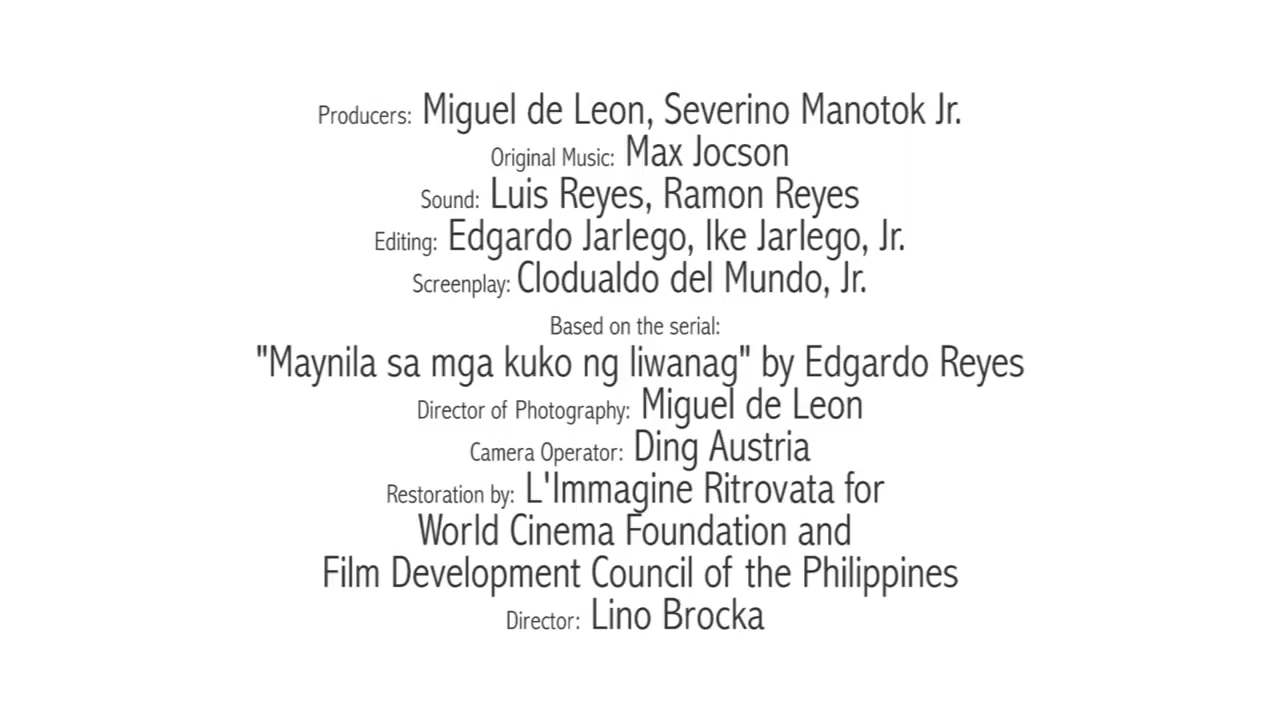 Producers: Miguel de Leon, Severino Manotok Jr.
Original Music: Max Jocson
Sound: Luis Reyes, Ramon Reyes
Editing: Edgardo Jarlego, Ike Jarlego, Jr.
Screenplay: Clodualdo del Mundo, Jr.
Based on the serial:
"Maynila sa mga kuko ng liwanag" by Edgardo Reyes
Director of Photography: Miguel de Leon
Camera Operator: Ding Austria
Restoration by: L'Immagine Ritrovata for
World Cinema Foundation and
Film Development Council of the Philippines
Director: Lino Brocka